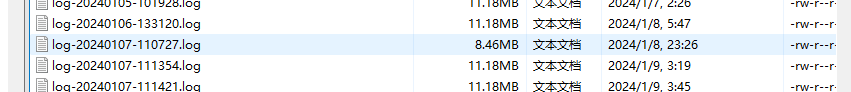 log-20240105-101928.log 11.18MB 文本文档 2024/1/7, 2:26
log-20240106-133120.log 11.18MB 文本文档 2024/1/8, 5:47 -rw-r--r-
log-20240107-110727.log 8.46MB 文本文档 2024/1/8, 23:26 -rw-r--r-
log-20240107-111354.log 11.18MB 文本文档 2024/1/9, 3:19 -rw-r--r-
log-20240107-111421.log 11.18MB 文本文档 2024/1/9, 3:45 -rw-r--r-